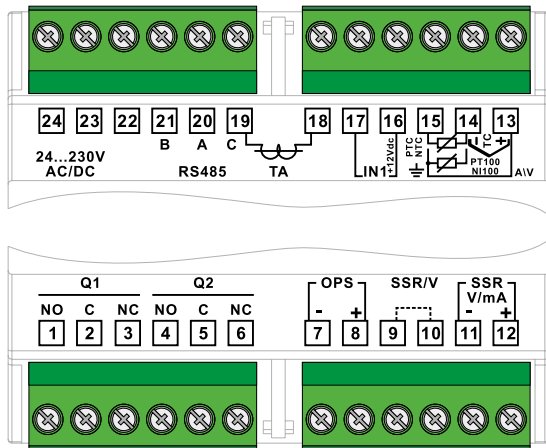 24 23 22 21 20 19 18 17 16 15 14 13
B A C
24...230V
AC/DC
RS485
TA
IN1
+12Vdc
PTC
NTC
TC
- +
PT100
NI100
A\V
Q1 Q2 OPS SSR/V SSR
V/mA
NO C NC NO C NC - + - +
1 2 3 4 5 6 7 8 9 10 11 12